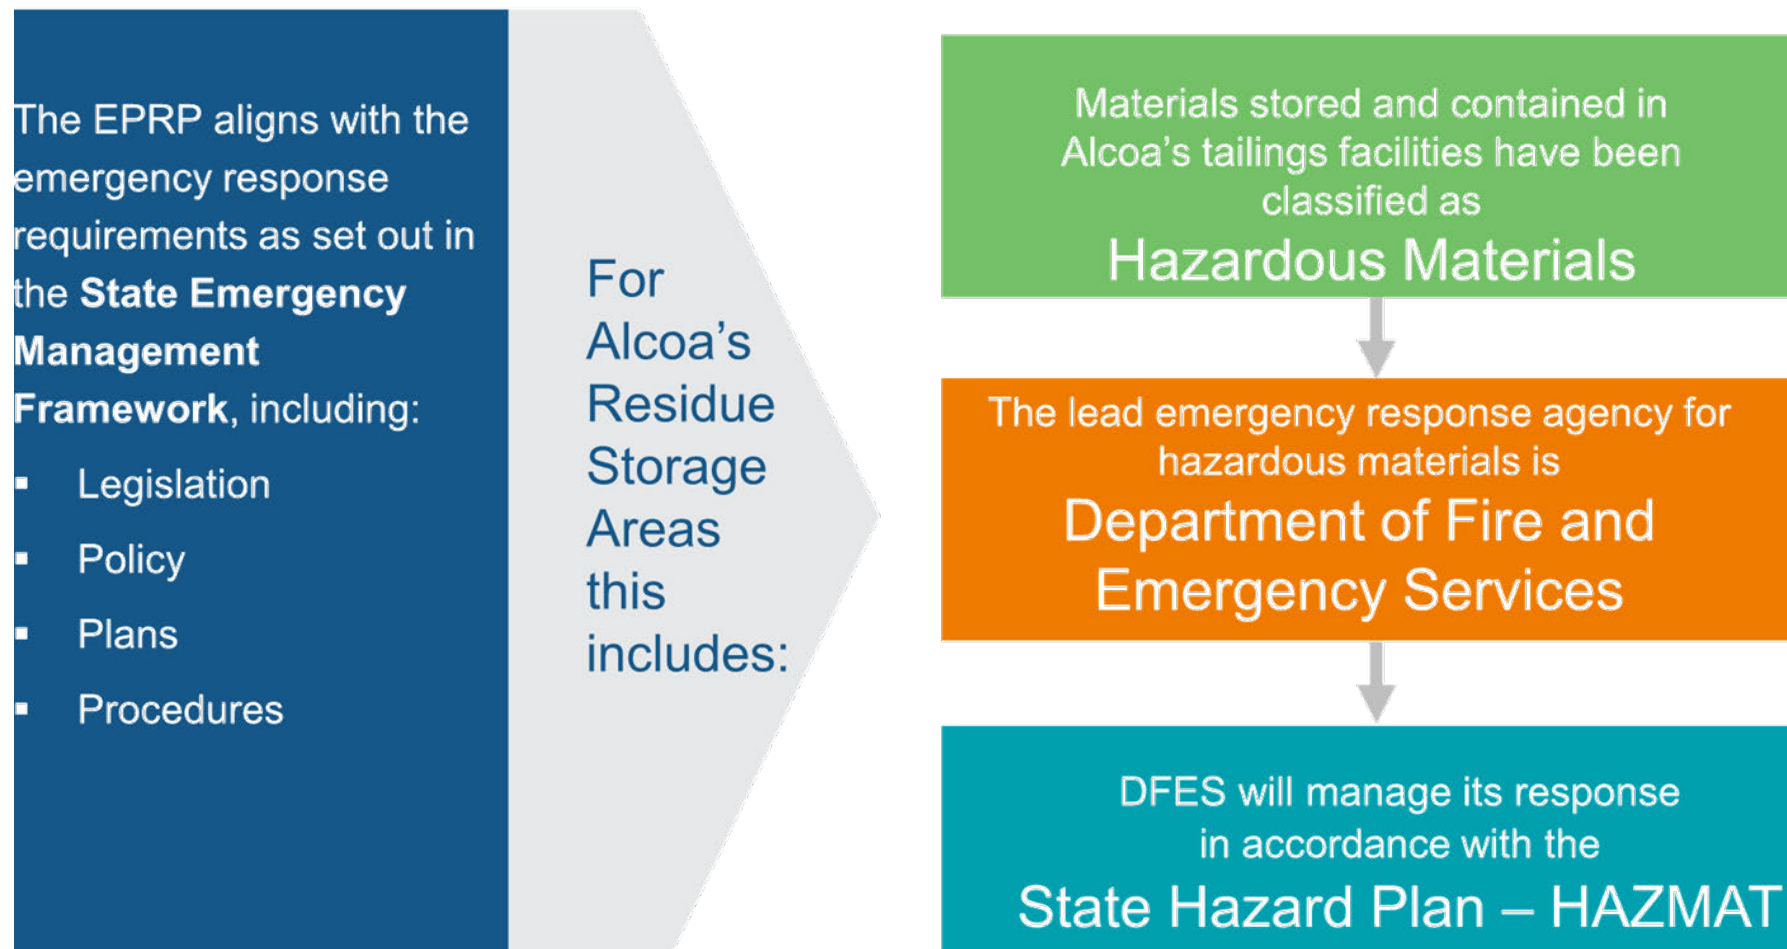 The EPRP aligns with the
emergency response
requirements as set out in
the State Emergency
Management
Framework, including:
▪ Legislation
▪ Policy
▪ Plans
▪ Procedures
For
Alcoa’s
Residue
Storage
Areas
this
includes:
Materials stored and contained in
Alcoa’s tailings facilities have been
classified as
Hazardous Materials
The lead emergency response agency for
hazardous materials is
Department of Fire and
Emergency Services
DFES will manage its response
in accordance with the
State Hazard Plan – HAZMAT